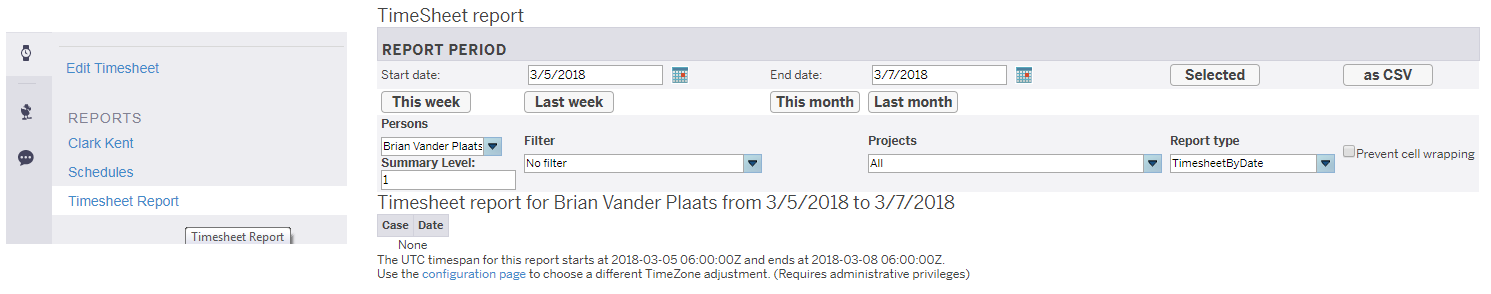 Edit Timesheet
REPORTS
Clark Kent
Schedules
Timesheet Report
Timesheet Report
TimeSheet report
REPORT PERIOD
Start date: 3/5/2018 End date: 3/7/2018 Selected as CSV
This week Last week This month Last month
Persons
Brian Vander Plaats
Filter
No filter
Projects
All
Report type
TimesheetByDate
Prevent cell wrapping
Summary Level:
1
Timesheet report for Brian Vander Plaats from 3/5/2018 to 3/7/2018
Case Date
None
The UTC timespan for this report starts at 2018-03-05 06:00:00Z and ends at 2018-03-08 06:00:00Z.
Use the configuration page to choose a different TimeZone adjustment. (Requires administrative privileges)